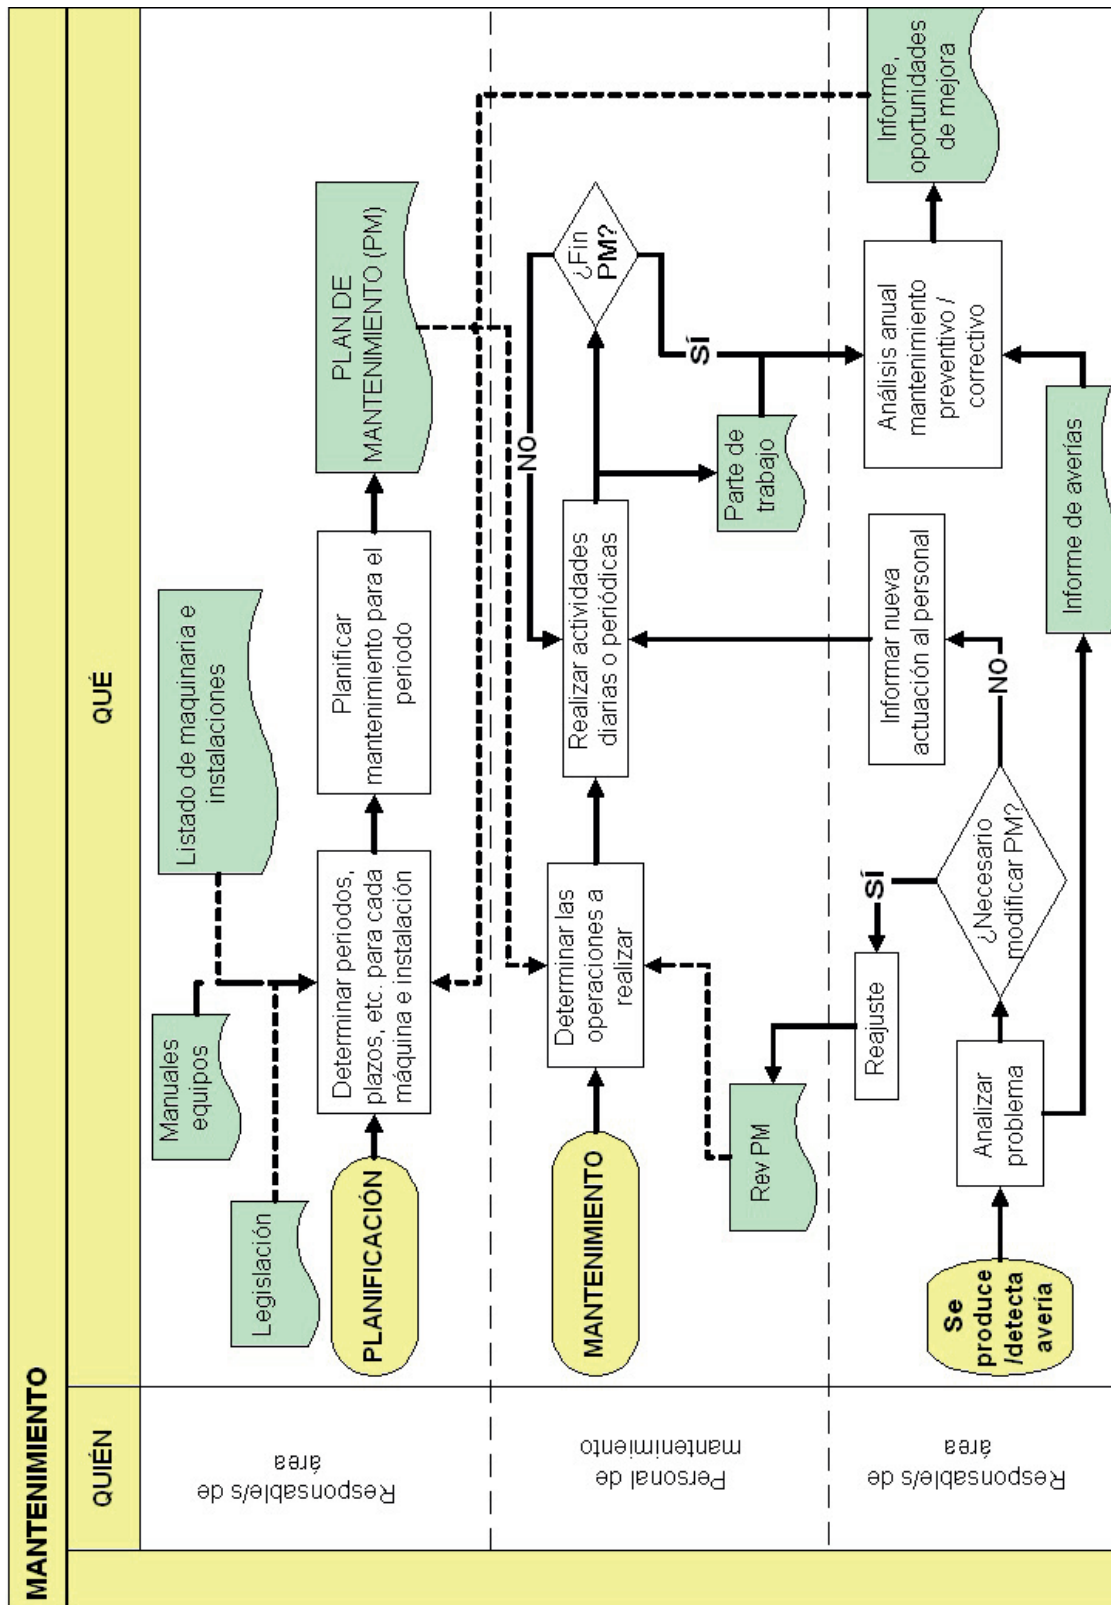 MANTENIMIENTO
QUIÉN
QUÉ
Responsable/s de
área
Legislación
Manuales
equipos
Listado de maquinaria e
instalaciones
PLANIFICACIÓN
Determinar periodos,
plazos, etc. para cada
máquina e instalación
Planificar
mantenimiento para el
periodo
PLAN DE
MANTENIMIENTO (PM)
Personal de
mantenimiento
MANTENIMIENTO
Determinar las
operaciones a
realizar
Realizar actividades
diarias o periódicas
NO
¿Fin
PM?
SÍ
Rev PM
Parte de
trabajo
Responsable/s de
área
Se
produce
/detecta
avería
Analizar
problema
Reajuste
SÍ
¿Necesario
modificar PM?
NO
Informar nueva
actuación al personal
Análisis anual
mantenimiento
preventivo /
correctivo
Informe,
oportunidades
de mejora
Informe de averías